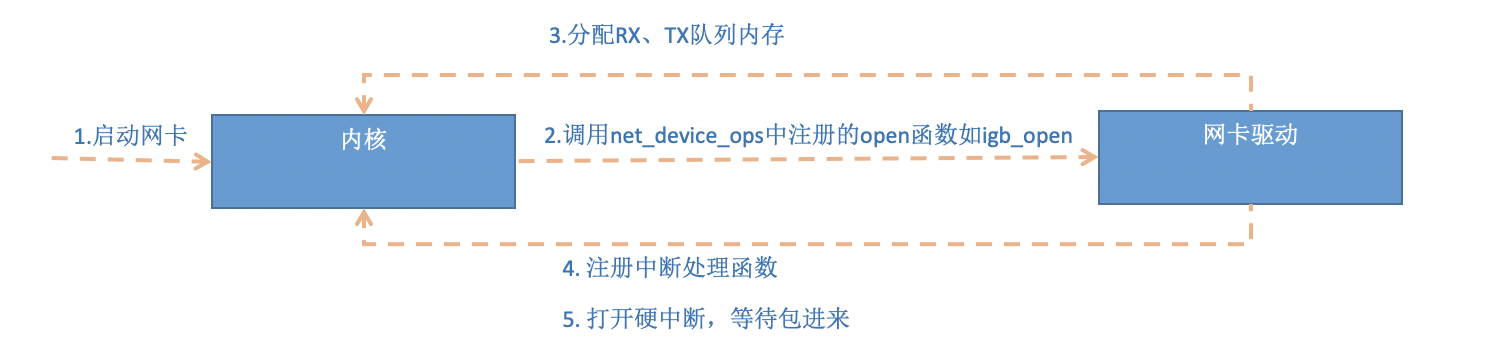 3.分配RX、TX队列内存
1.启动网卡
内核
2.调用net_device_ops中注册的open函数如igb_open
网卡驱动
4. 注册中断处理函数
5. 打开硬中断，等待包进来